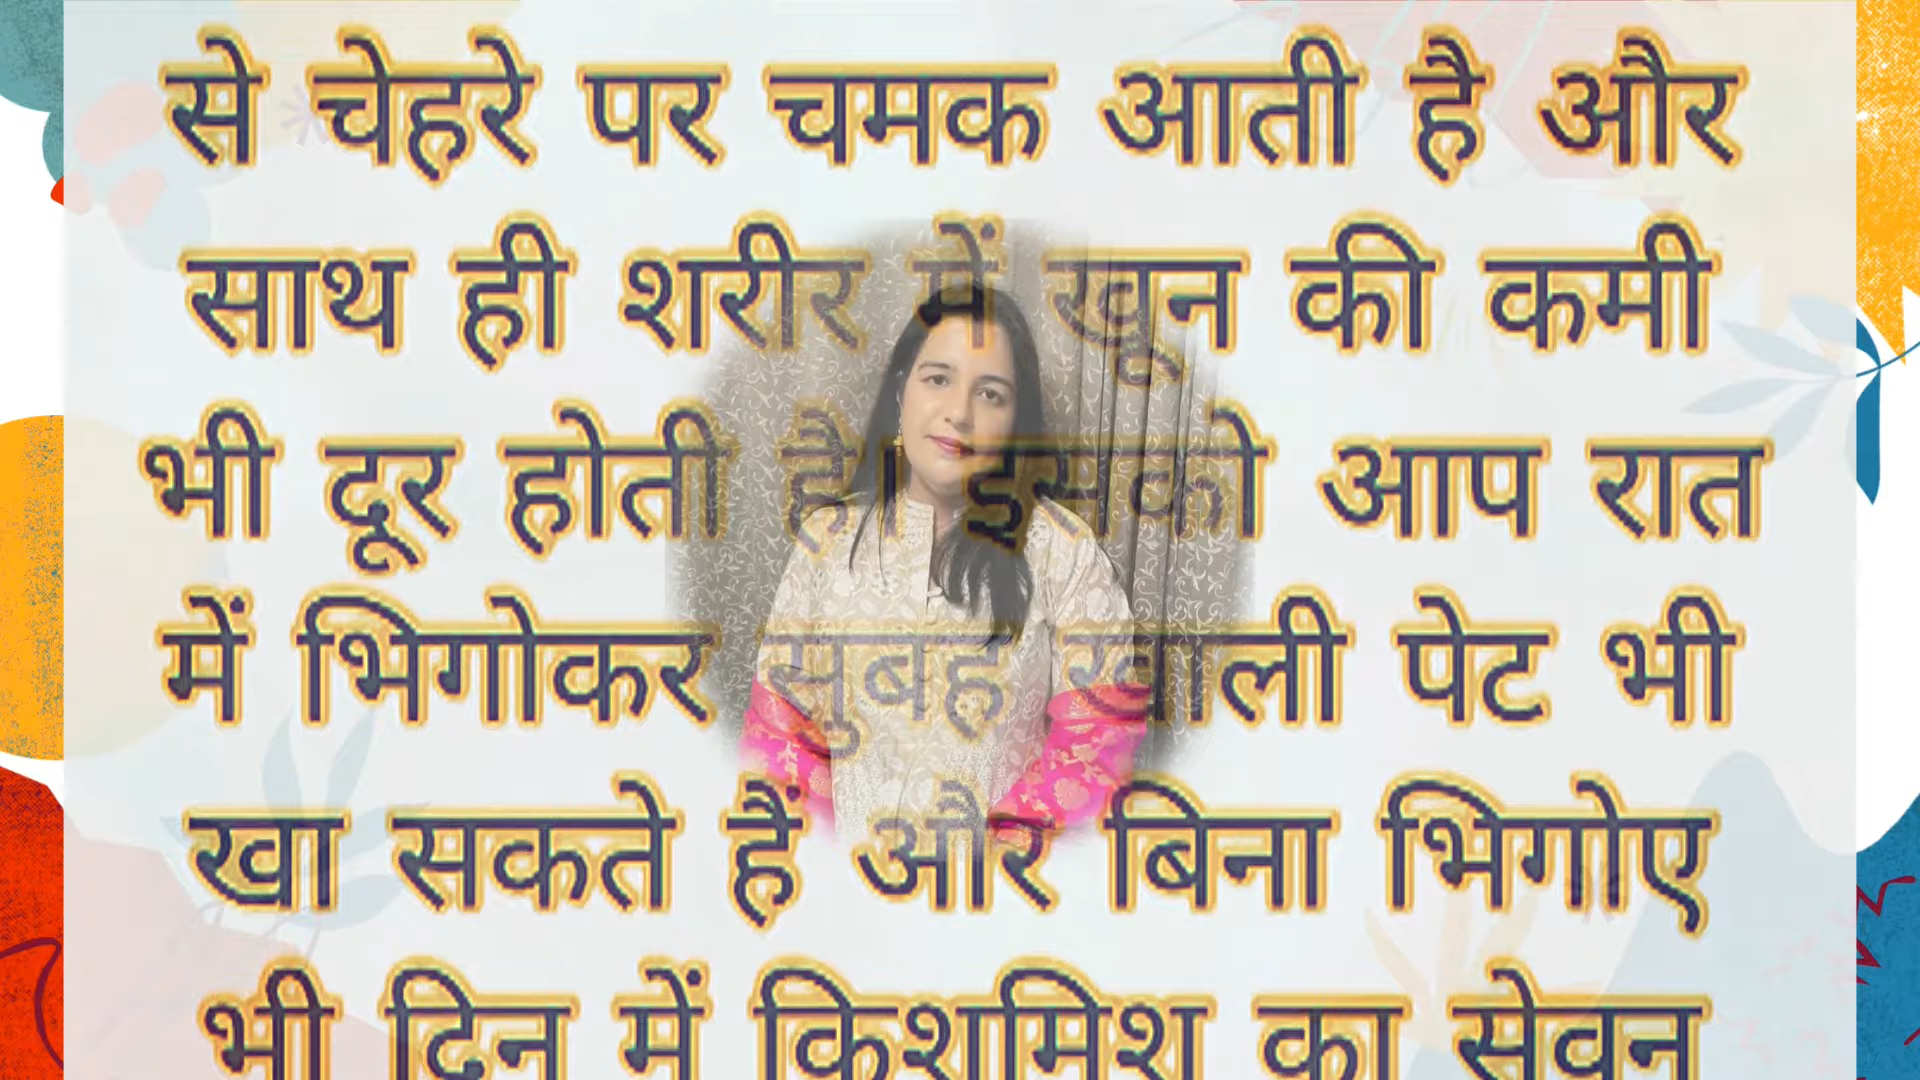 से चेहरे पर चमक आती है और
साथ ही शरीर में खून की कमी
भी दूर होती है। इसको आप रात
में भिगोकर सुबह खाली पेट भी
खा सकते हैं और बिना भिगोए
भी दिन में किशमिश का सेवन